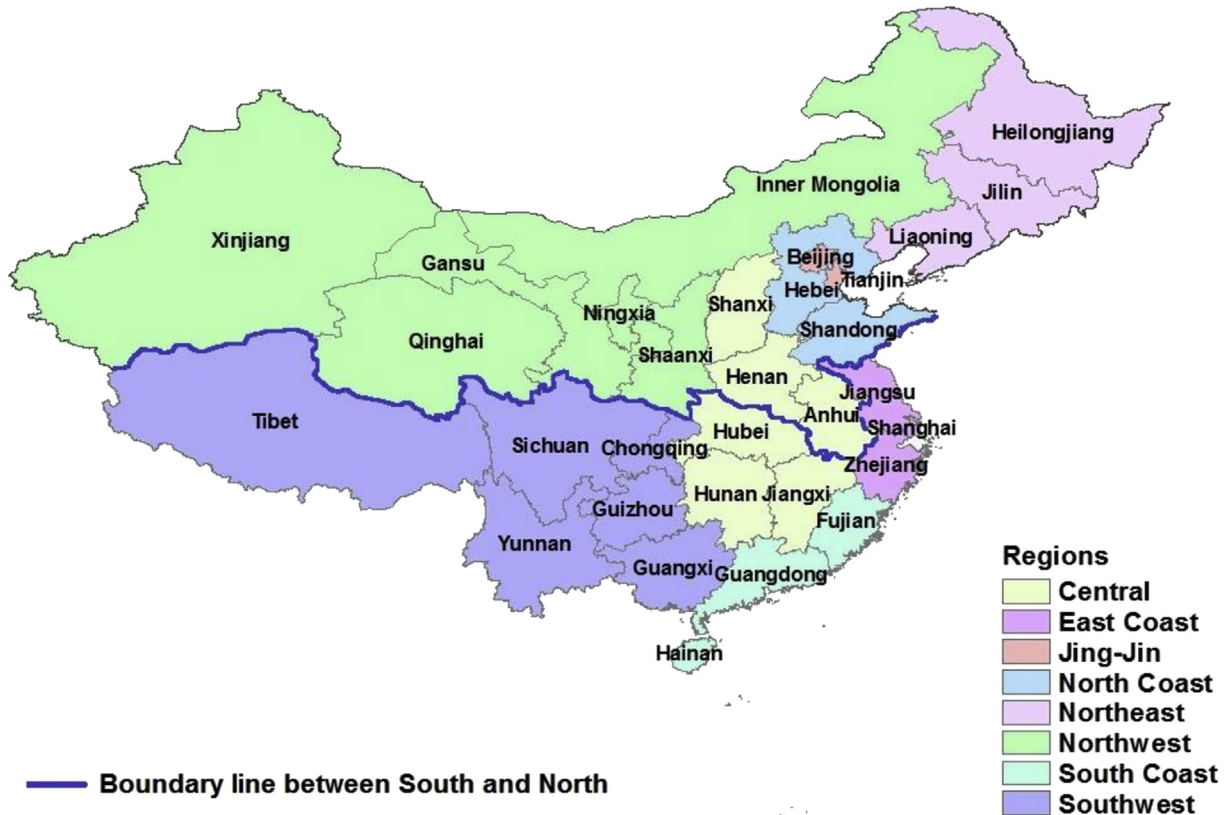 Heilongjiang
Inner Mongolia
Jilin
Xinjiang
Liaoning
Gansu
Beijing
Tianjin
Hebei
Shanxi
Ningxia
Shandong
Qinghai
Shaanxi
Henan
Jiangsu
Anhui
Tibet
Shanghai
Hubei
Sichuan
Chongqing
Zhejiang
Hunan
Jiangxi
Guizhou
Fujian
Yunnan
Guangxi
Guangdong
Hainan
Regions
Central
East Coast
Jing-Jin
North Coast
Northeast
Northwest
South Coast
Southwest
Boundary line between South and North